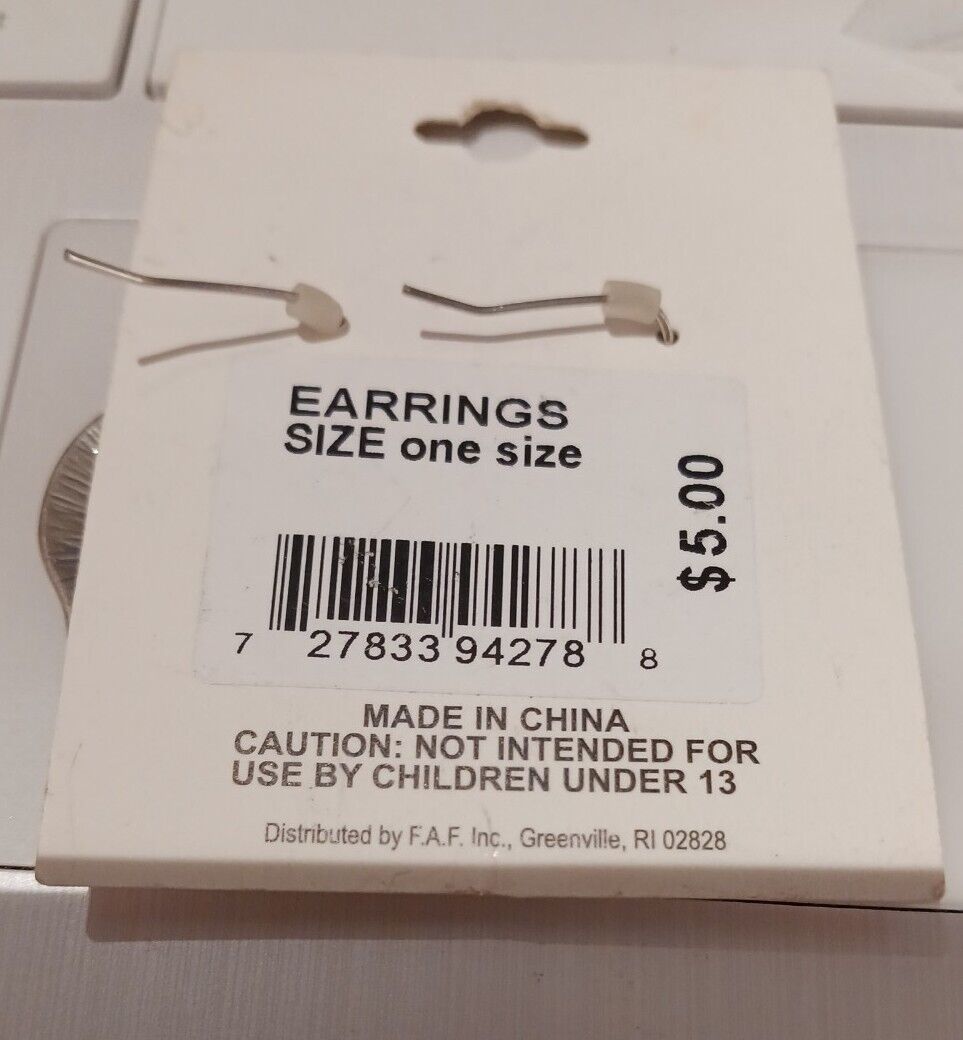 EARRINGS
SIZE one size
$5.00
7 27833 94278 8
MADE IN CHINA
CAUTION: NOT INTENDED FOR
USE BY CHILDREN UNDER 13
Distributed by F.A.F. Inc., Greenville, RI 02828